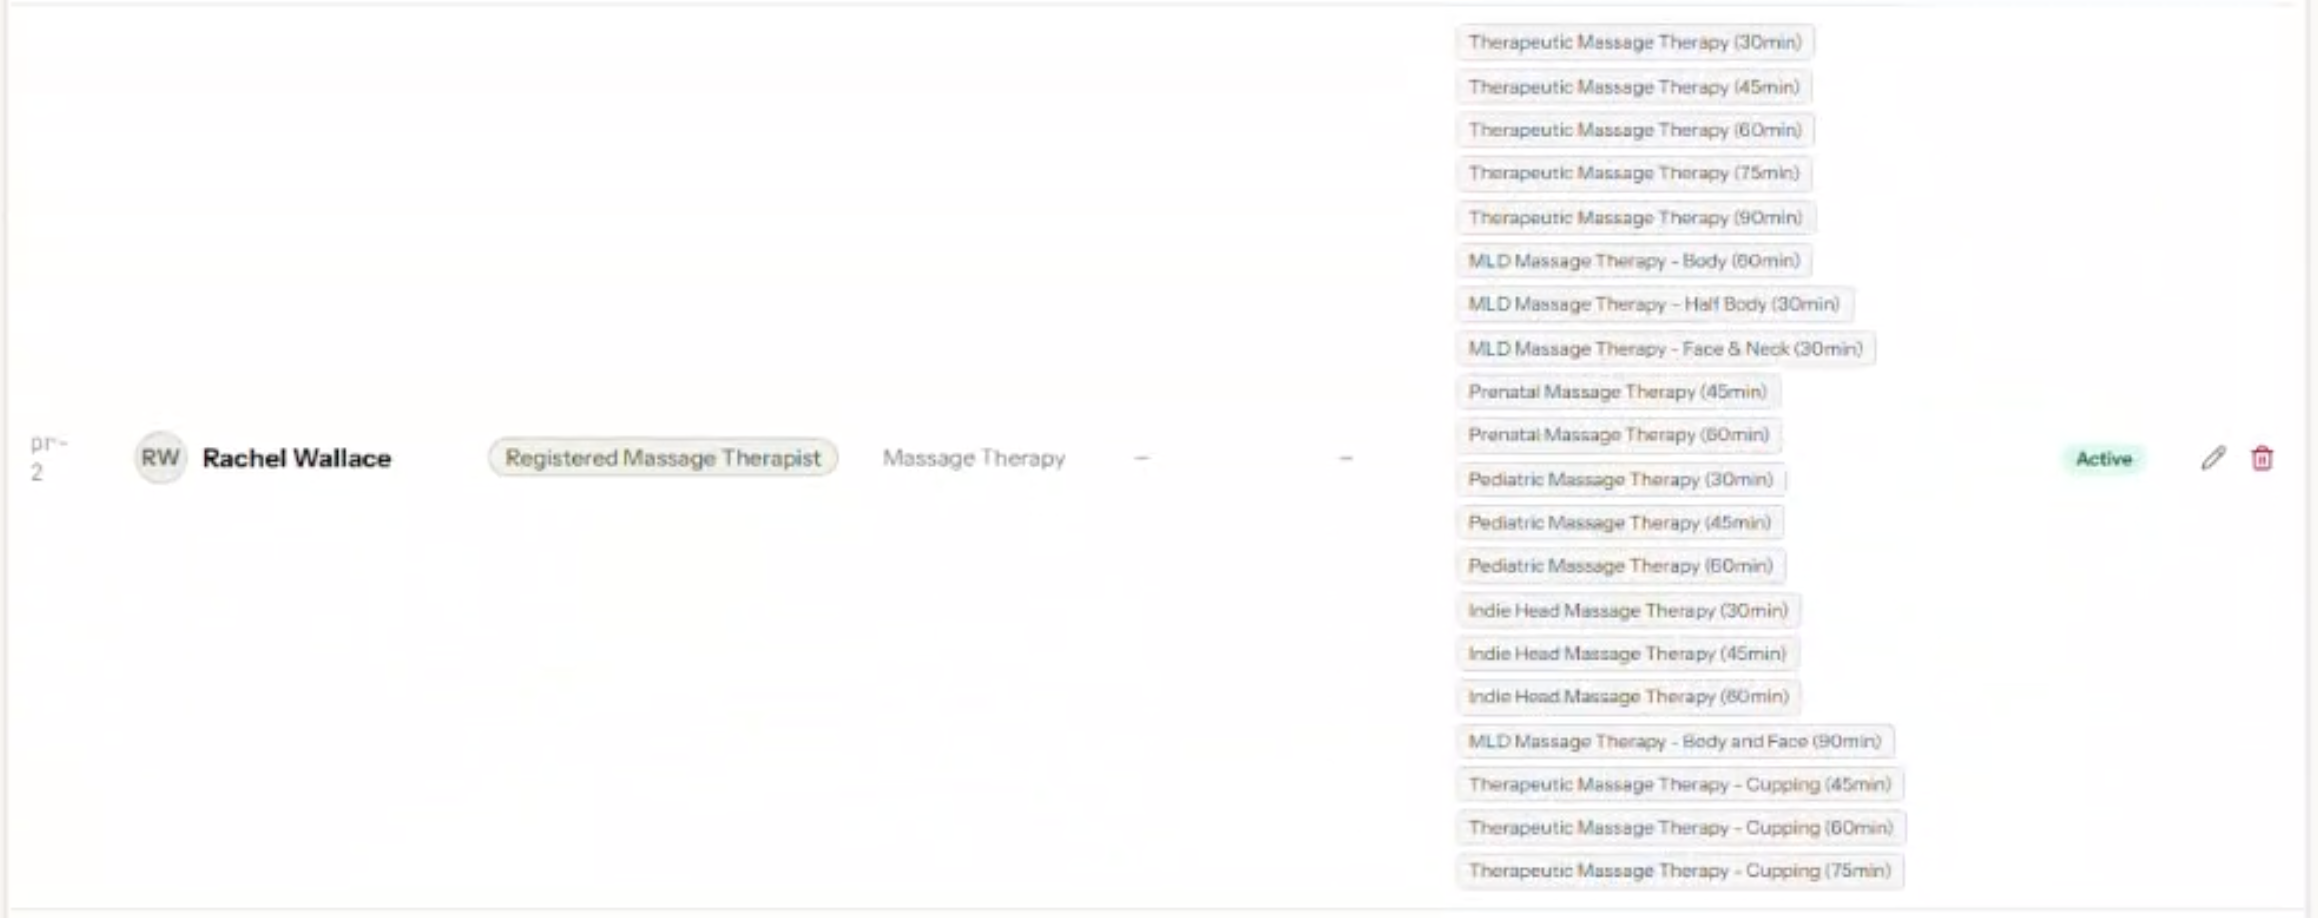 Therapeutic Massage Therapy (30min)
Therapeutic Massage Therapy (45min)
Therapeutic Massage Therapy (60min)
Therapeutic Massage Therapy (75min)
Therapeutic Massage Therapy (90min)
MLD Massage Therapy - Body (60min)
MLD Massage Therapy - Half Body (30min)
MLD Massage Therapy - Face & Neck (30min)
Prenatal Massage Therapy (45min)
Prenatal Massage Therapy (60min)
pr-
2
RW Rachel Wallace Registered Massage Therapist Massage Therapy – – Active
Pediatric Massage Therapy (30min)
Pediatric Massage Therapy (45min)
Pediatric Massage Therapy (60min)
Indie Head Massage Therapy (30min)
Indie Head Massage Therapy (45min)
Indie Head Massage Therapy (60min)
MLD Massage Therapy - Body and Face (90min)
Therapeutic Massage Therapy - Cupping (45min)
Therapeutic Massage Therapy - Cupping (60min)
Therapeutic Massage Therapy - Cupping (75min)